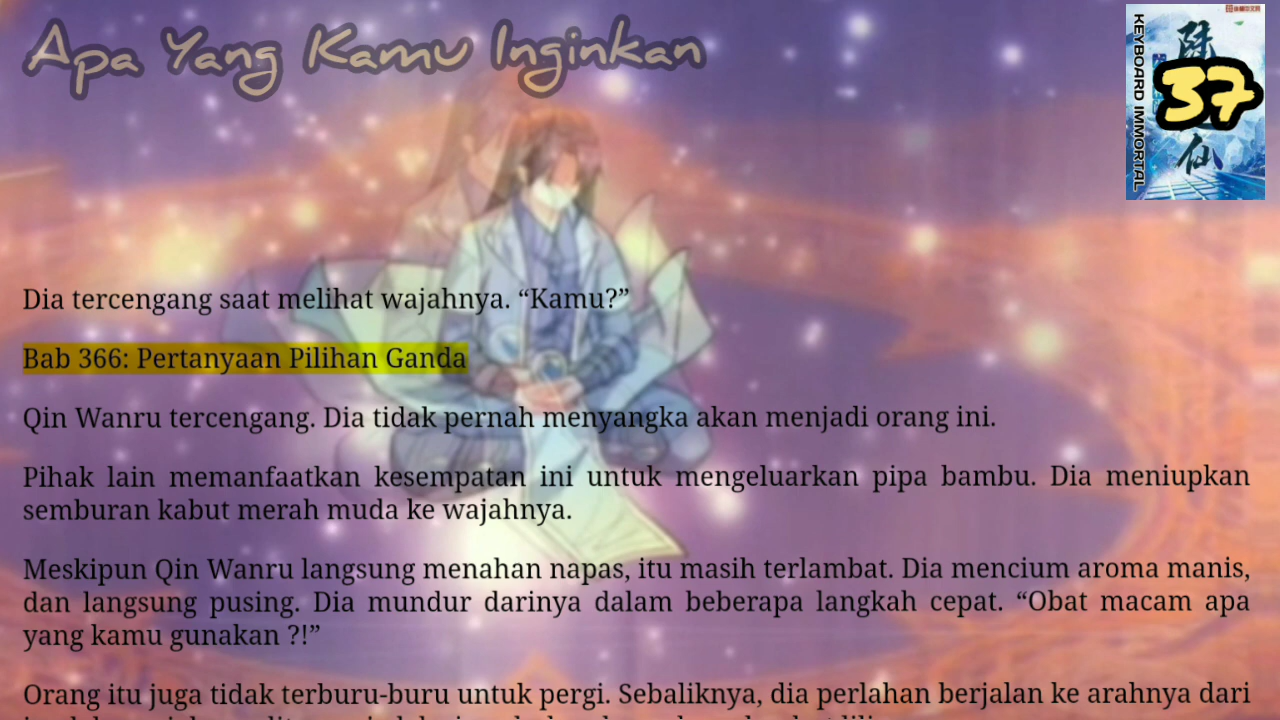 Apa Yang Kamu Inginkan
KEYBOARD IMMORTAL
37
仙
Dia tercengang saat melihat wajahnya. “Kamu?”
Bab 366: Pertanyaan Pilihan Ganda
Qin Wanru tercengang. Dia tidak pernah menyangka akan menjadi orang ini.
Pihak lain memanfaatkan kesempatan ini untuk mengeluarkan pipa bambu. Dia meniupkan
semburan kabut merah muda ke wajahnya.
Meskipun Qin Wanru langsung menahan napas, itu masih terlambat. Dia mencium aroma manis,
dan langsung pusing. Dia mundur darinya dalam beberapa langkah cepat. “Obat macam apa
yang kamu gunakan ?!”
Orang itu juga tidak terburu-buru untuk pergi. Sebaliknya, dia perlahan berjalan ke arahnya dari